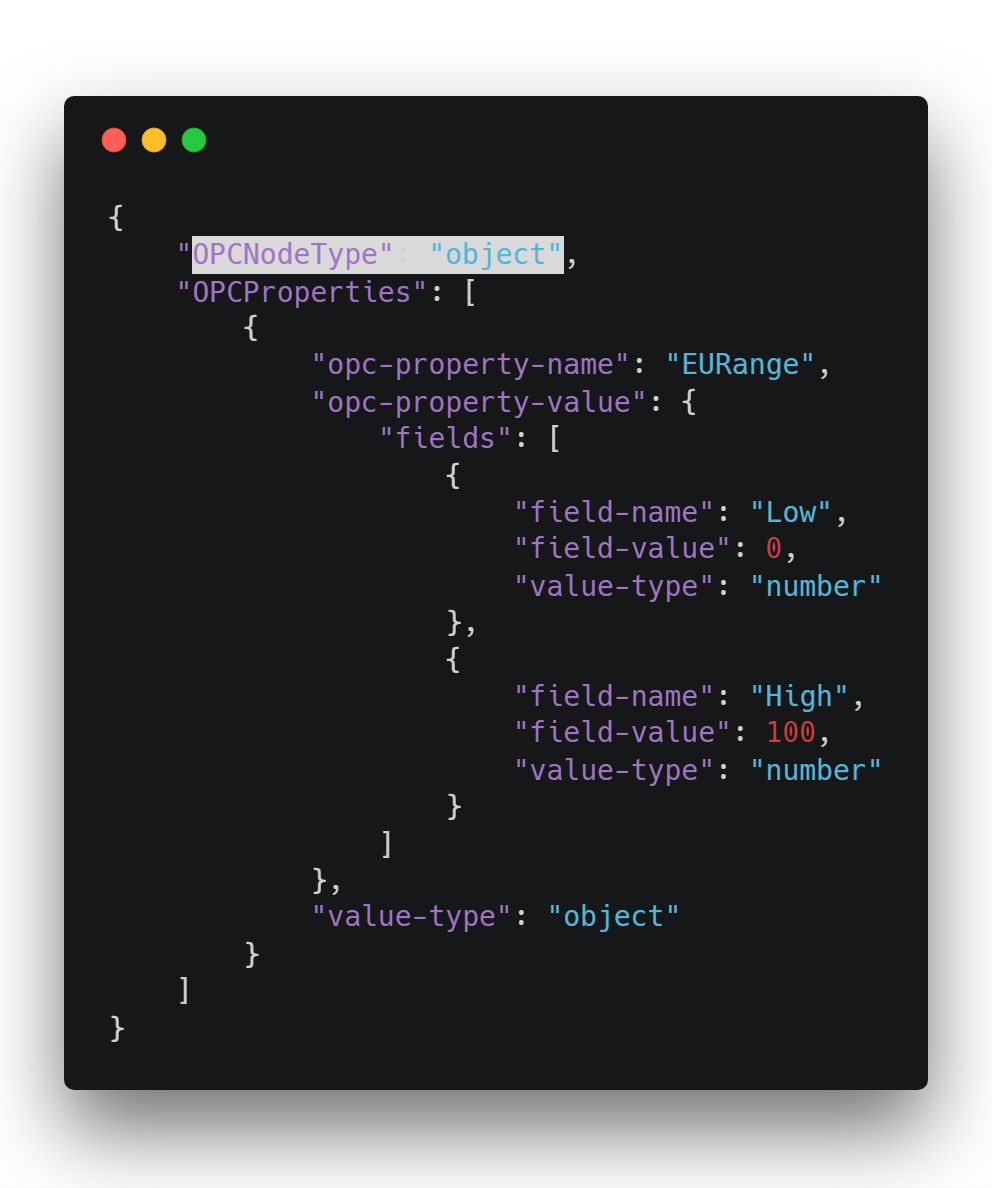 {
    "OPCNodeType": "object",
    "OPCProperties": [
        {
            "opc-property-name": "EURange",
            "opc-property-value": {
                "fields": [
                    {
                        "field-name": "Low",
                        "field-value": 0,
                        "value-type": "number"
                    },
                    {
                        "field-name": "High",
                        "field-value": 100,
                        "value-type": "number"
                    }
                ]
            },
            "value-type": "object"
        }
    ]
}